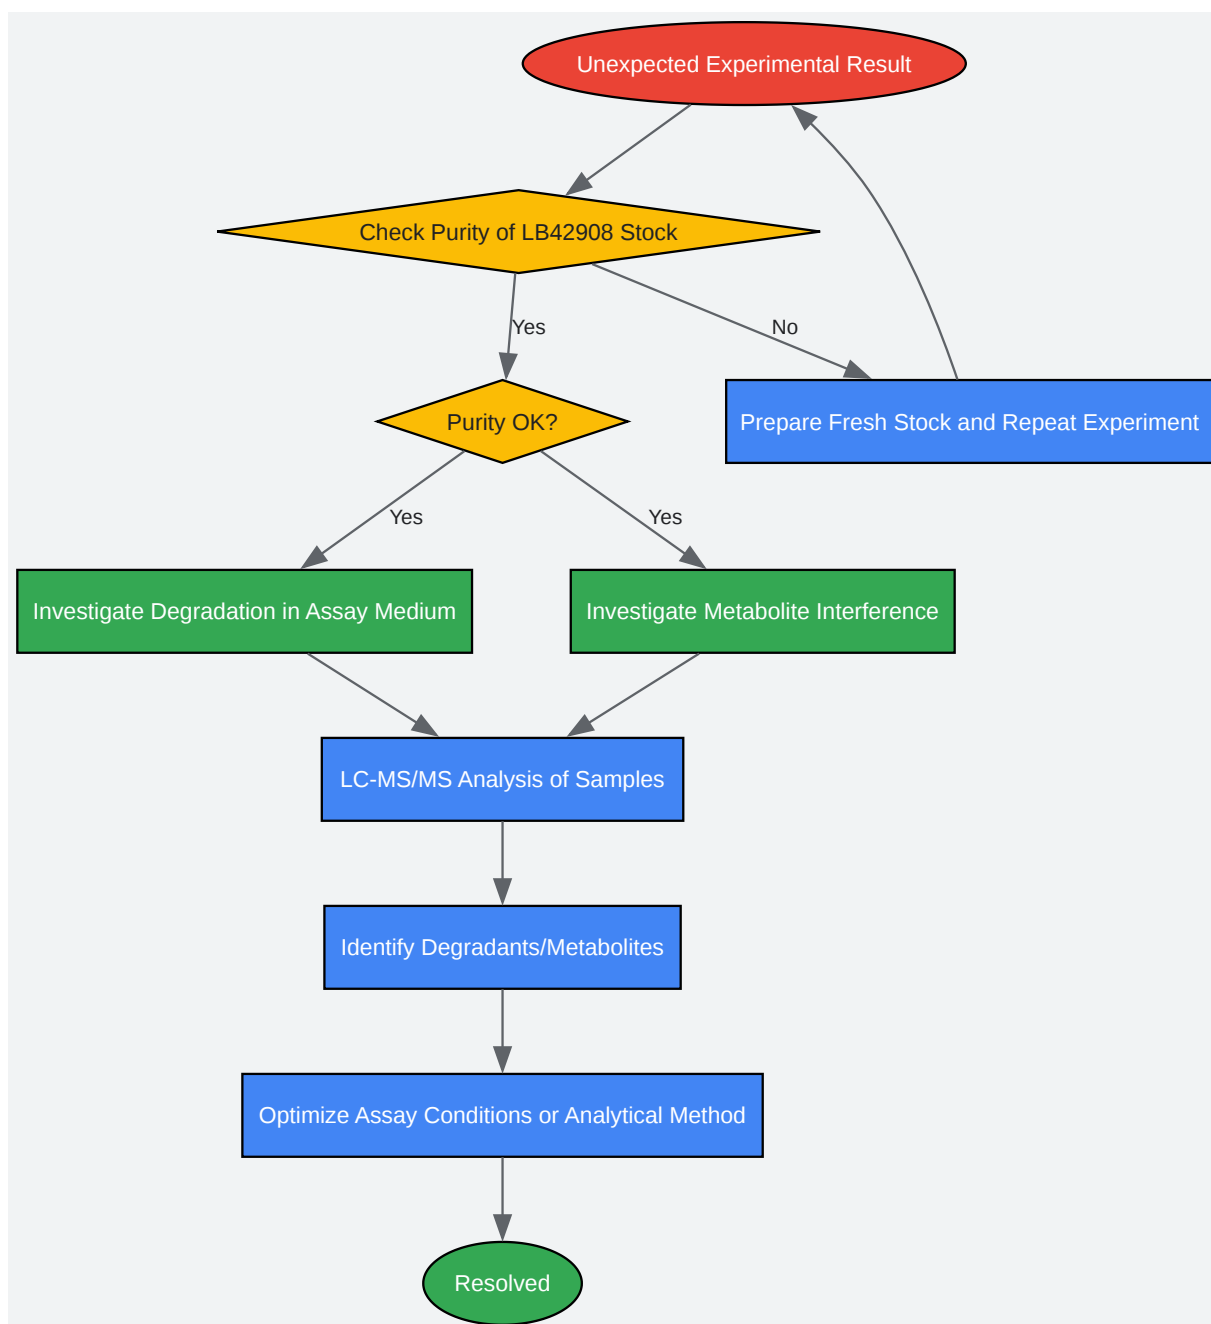 Unexpected Experimental Result
Check Purity of LB42908 Stock
Yes
No
Purity OK?
Prepare Fresh Stock and Repeat Experiment
Yes
Yes
Investigate Degradation in Assay Medium
Investigate Metabolite Interference
LC-MS/MS Analysis of Samples
Identify Degradants/Metabolites
Optimize Assay Conditions or Analytical Method
Resolved